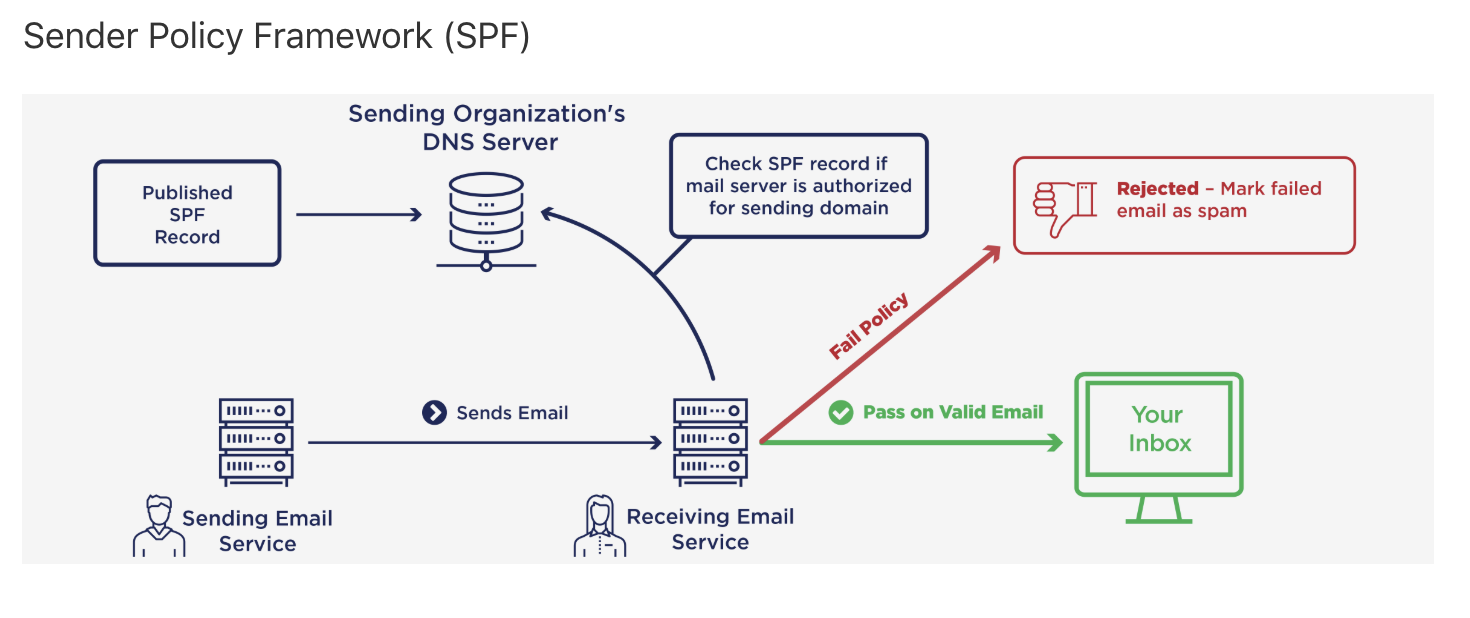 Sender Policy Framework (SPF)
Sending Organization's
DNS Server
Published
SPF
Record
Check SPF record if
mail server is authorized
for sending domain
Rejected – Mark failed
email as spam
Fail Policy
Sends Email
Pass on Valid Email
Your
Inbox
Sending Email
Service
Receiving Email
Service